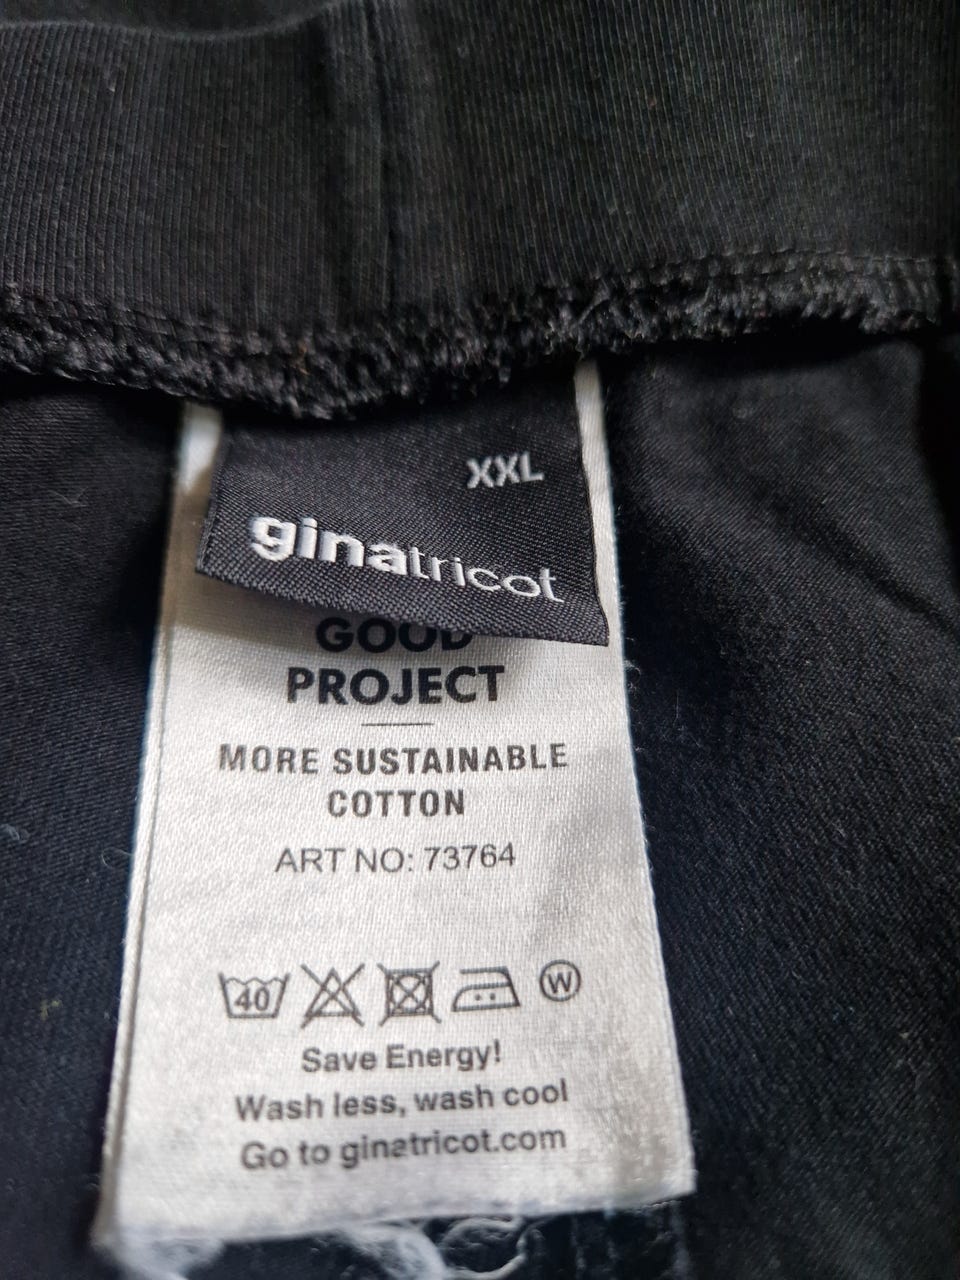 XXL
ginatricot
GOOD
PROJECT
MORE SUSTAINABLE
COTTON
ART NO: 73764
40 W
Save Energy!
Wash less, wash cool
Go to ginatricot.com